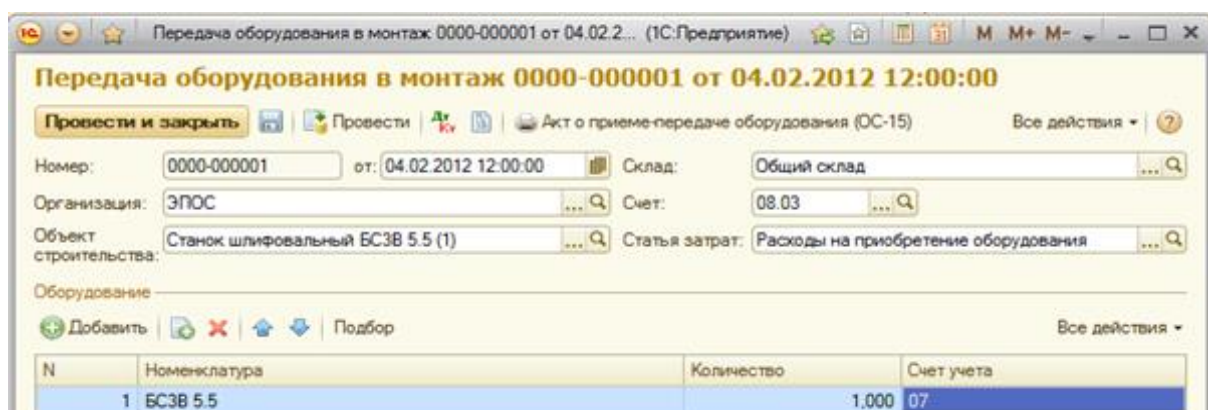 Передача оборудования в монтаж 0000-000001 от 04.02.2... (1С:Предприятие) M M+ M-
Передача оборудования в монтаж 0000-000001 от 04.02.2012 12:00:00
Провести и закрыть Провести Дт Кт Акт о приеме-передаче оборудования (ОС-15) Все действия
Номер: 0000-000001 от: 04.02.2012 12:00:00 Склад: Общий склад ...
Организация: ЭПОС ... Счет: 08.03 ...
Объект строительства: Станок шлифовальный БСЗВ 5.5 (1) ... Статья затрат: Расходы на приобретение оборудования ...
Оборудование
Добавить Подбор Все действия
N Номенклатура Количество Счет учета
1 БСЗВ 5.5 1,000 07